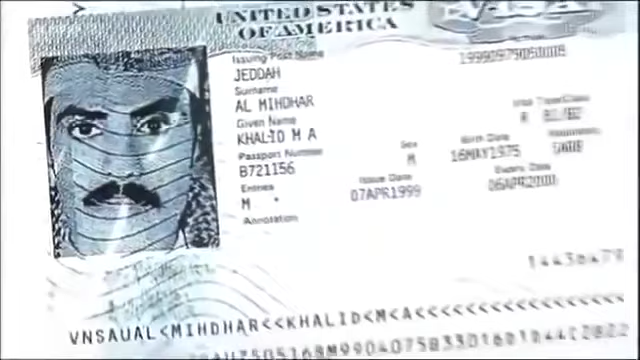 UNITED STATES
OF AMERICA
VISA
Issuing Post Name
JEDDAH
Surname
AL MIHDHAR
Given Name
KHALID M A
Passport Number
B721156
Sex
M
Birth Date
16MAY1975
Entries
M
Issue Date
07APR1999
Expiry Date
06APR2000
Annotation
VNSAUAL<MIHDHAR<<KHALID<M<A<<<<<<<<<<<<<<<<<